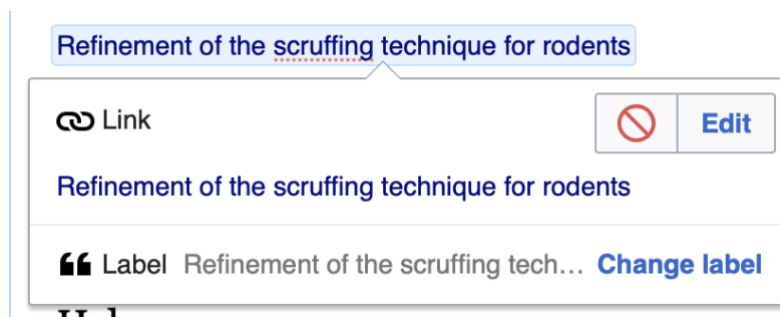 Refinement of the scruffing technique for rodents
Link
Edit
Refinement of the scruffing technique for rodents
Label Refinement of the scruffing tech... Change label